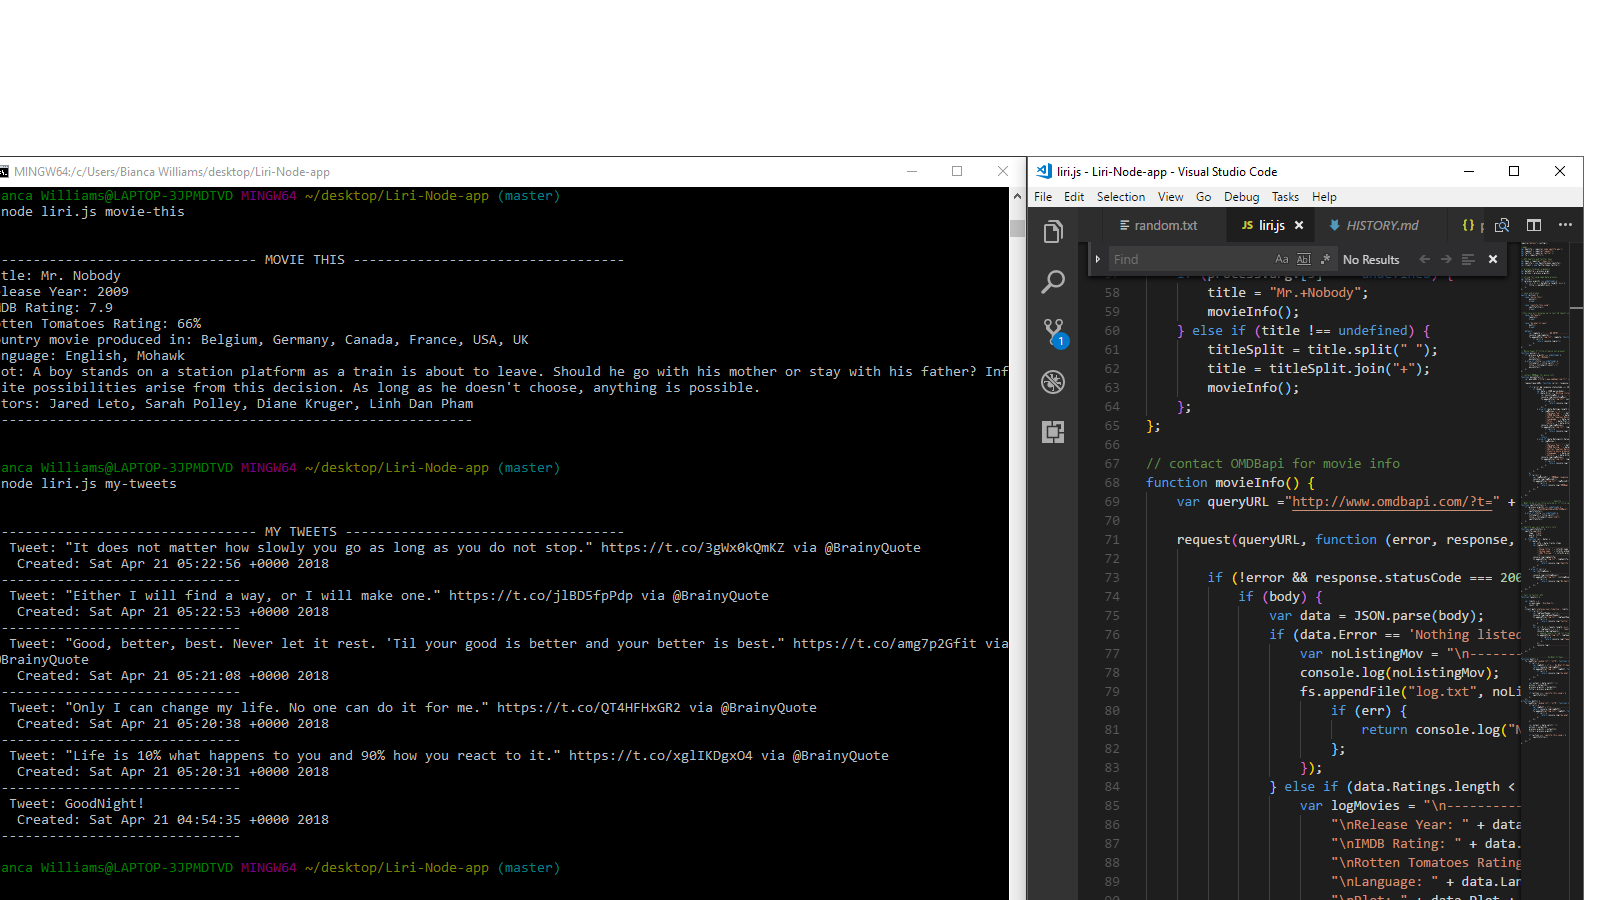 MINGW64:/c/Users/Bianca Williams/desktop/Liri-Node-app
anca Williams@LAPTOP-3JPMDTVD MINGW64 ~/desktop/Liri-Node-app (master)
node liri.js movie-this
-------------------------------- MOVIE THIS ----------------------------------
tle: Mr. Nobody
lease Year: 2009
DB Rating: 7.9
tten Tomatoes Rating: 66%
untry movie produced in: Belgium, Germany, Canada, France, USA, UK
nguage: English, Mohawk
ot: A boy stands on a station platform as a train is about to leave. Should he go with his mother or stay with his father? Inf
ite possibilities arise from this decision. As long as he doesn't choose, anything is possible.
tors: Jared Leto, Sarah Polley, Diane Kruger, Linh Dan Pham
-----------------------------------------------------------
anca Williams@LAPTOP-3JPMDTVD MINGW64 ~/desktop/Liri-Node-app (master)
node liri.js my-tweets
-------------------------------- MY TWEETS -----------------------------------
Tweet: "It does not matter how slowly you go as long as you do not stop." https://t.co/3gWx0kQmKZ via @BrainyQuote
Created: Sat Apr 21 05:22:56 +0000 2018
------------------------------
Tweet: "Either I will find a way, or I will make one." https://t.co/jlBD5fpPdp via @BrainyQuote
Created: Sat Apr 21 05:22:53 +0000 2018
------------------------------
Tweet: "Good, better, best. Never let it rest. 'Til your good is better and your better is best." https://t.co/amg7p2Gfit via
@BrainyQuote
Created: Sat Apr 21 05:21:08 +0000 2018
------------------------------
Tweet: "Only I can change my life. No one can do it for me." https://t.co/QT4HFHxGR2 via @BrainyQuote
Created: Sat Apr 21 05:20:38 +0000 2018
------------------------------
Tweet: "Life is 10% what happens to you and 90% how you react to it." https://t.co/xglIKDgxO4 via @BrainyQuote
Created: Sat Apr 21 05:20:31 +0000 2018
------------------------------
Tweet: GoodNight!
Created: Sat Apr 21 04:54:35 +0000 2018
------------------------------
anca Williams@LAPTOP-3JPMDTVD MINGW64 ~/desktop/Liri-Node-app (master)
liri.js - Liri-Node-app - Visual Studio Code
File Edit Selection View Go Debug Tasks Help
random.txt JS liri.js HISTORY.md {} p
Find Aa Abl .* No Results
1
58 title = "Mr.+Nobody";
59 movieInfo();
60 } else if (title !== undefined) {
61 titleSplit = title.split(" ");
62 title = titleSplit.join("+");
63 movieInfo();
64 };
65 };
66
67 // contact OMDBapi for movie info
68 function movieInfo() {
69 var queryURL ="http://www.omdbapi.com/?t=" +
70
71 request(queryURL, function (error, response,
72
73 if (!error && response.statusCode === 200
74 if (body) {
75 var data = JSON.parse(body);
76 if (data.Error == 'Nothing listed
77 var noListingMov = "\n-------
78 console.log(noListingMov);
79 fs.appendFile("log.txt", noLi
80 if (err) {
81 return console.log("N
82 };
83 });
84 } else if (data.Ratings.length <
85 var logMovies = "\n----------
86 "\nRelease Year: " + data
87 "\nIMDB Rating: " + data.
88 "\nRotten Tomatoes Rating
89 "\nLanguage: " + data.Lan